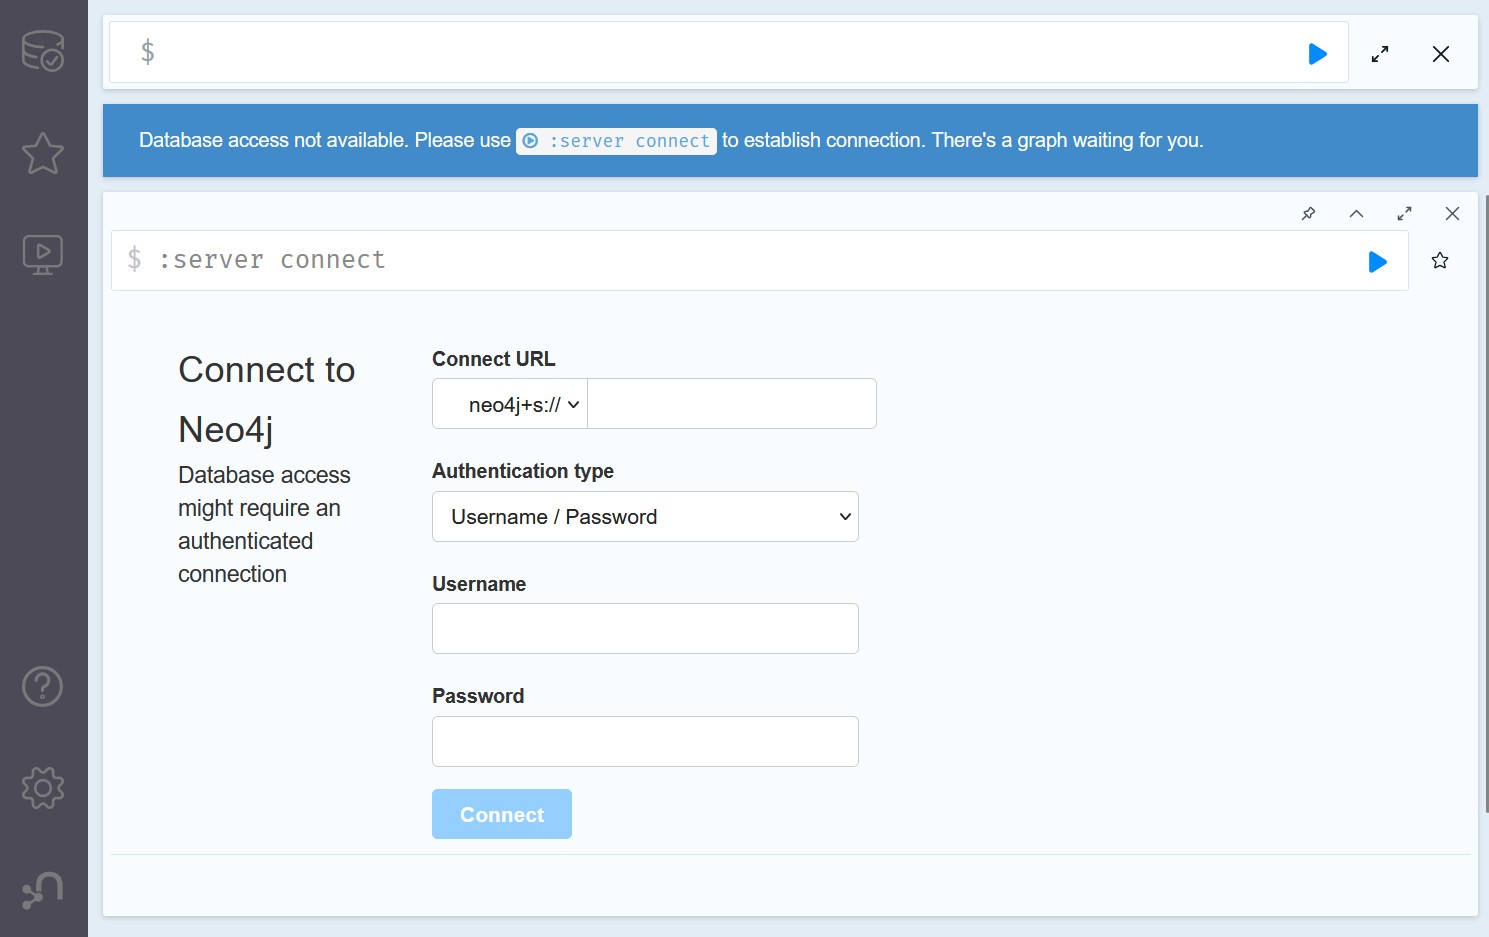 $
Database access not available. Please use :server connect to establish connection. There's a graph waiting for you.
$ :server connect
Connect to
Neo4j
Database access
might require an
authenticated
connection
Connect URL
neo4j+s://
Authentication type
Username / Password
Username
Password
Connect